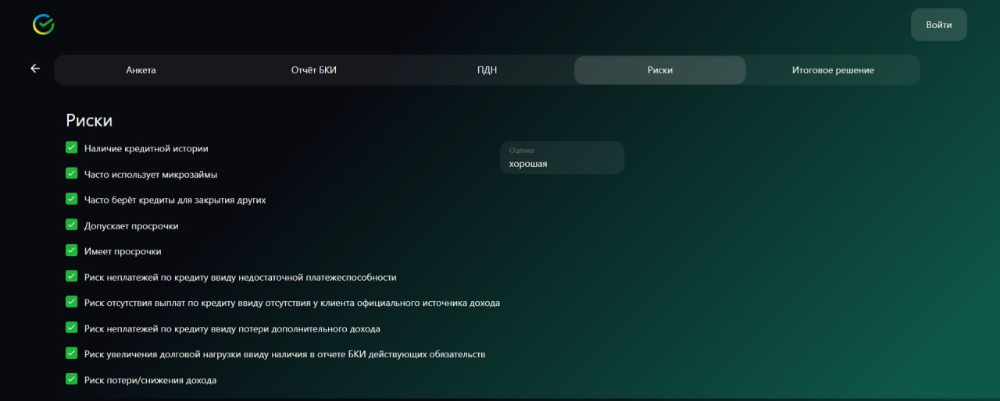 Войти
Анкета
Отчёт БКИ
ПДН
Риски
Итоговое решение
Риски
Наличие кредитной истории
Оценка
хорошая
Часто использует микрозаймы
Часто берёт кредиты для закрытия других
Допускает просрочки
Имеет просрочки
Риск неплатежей по кредиту ввиду недостаточной платежеспособности
Риск отсутствия выплат по кредиту ввиду отсутствия у клиента официального источника дохода
Риск неплатежей по кредиту ввиду потери дополнительного дохода
Риск увеличения долговой нагрузки ввиду наличия в отчете БКИ действующих обязательств
Риск потери/снижения дохода